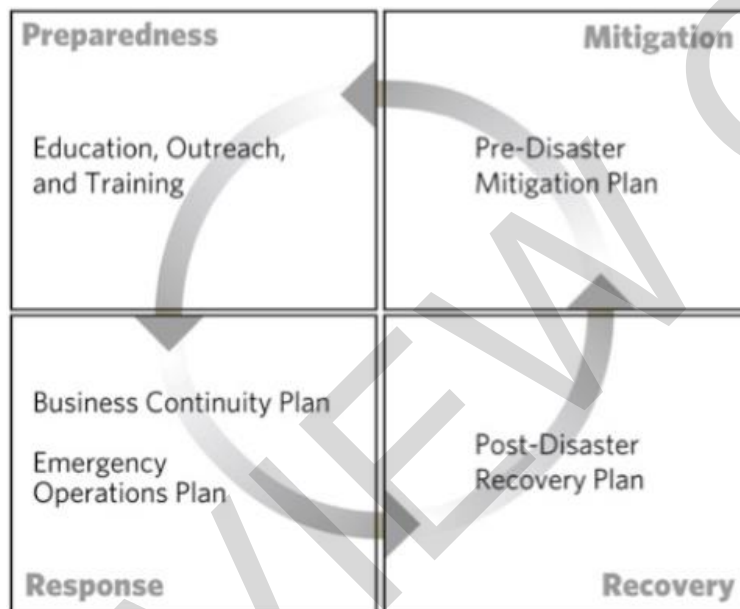 Preparedness
Mitigation
Education, Outreach,
and Training
Pre-Disaster
Mitigation Plan
Business Continuity Plan
Emergency
Operations Plan
Post-Disaster
Recovery Plan
Response
Recovery